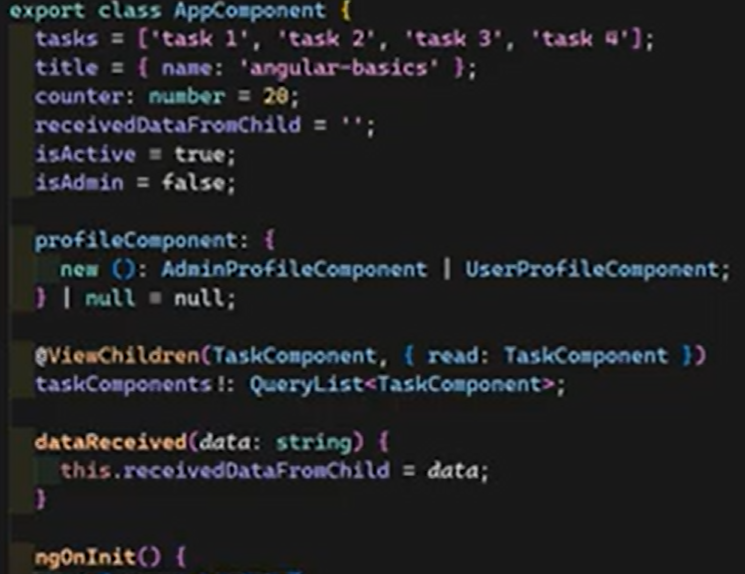 export class AppComponent {
tasks = ['task 1', 'task 2', 'task 3', 'task 4'];
title = { name: 'angular-basics' };
counter: number = 20;
receivedDataFromChild = '';
isActive = true;
isAdmin = false;
profileComponent: {
new (): AdminProfileComponent | UserProfileComponent;
} | null = null;
@ViewChildren(TaskComponent, { read: TaskComponent })
taskComponents!: QueryList<TaskComponent>;
dataReceived(data: string) {
this.receivedDataFromChild = data;
}
ngOnInit() {